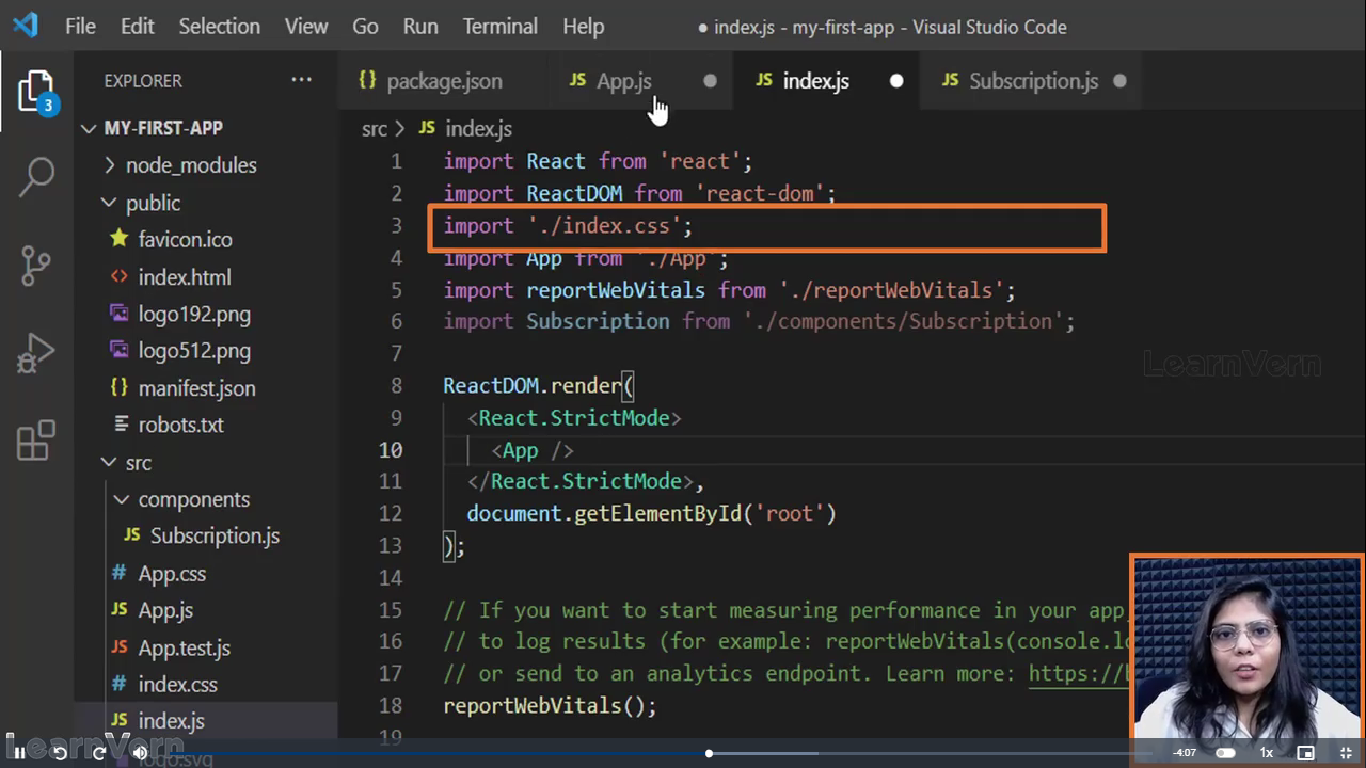 File Edit Selection View Go Run Terminal Help ● index.js - my-first-app - Visual Studio Code
EXPLORER ...
{} package.json JS App.js ● JS index.js ● JS Subscription.js ●
3
MY-FIRST-APP
node_modules
public
favicon.ico
<> index.html
logo192.png
logo512.png
{} manifest.json
robots.txt
src
components
JS Subscription.js
# App.css
JS App.js
JS App.test.js
# index.css
JS index.js
logo.svg
src > JS index.js
1 import React from 'react';
2 import ReactDOM from 'react-dom';
3 import './index.css';
4 import App from './App';
5 import reportWebVitals from './reportWebVitals';
6 import Subscription from './components/Subscription';
7
8 ReactDOM.render(
9 <React.StrictMode>
10 <App />
11 </React.StrictMode>,
12 document.getElementById('root')
13 );
14
15 // If you want to start measuring performance in your app,
16 // to log results (for example: reportWebVitals(console.lo
17 // or send to an analytics endpoint. Learn more: https://b
18 reportWebVitals();
19
LearnVern
LearnVern
-4:07 1x